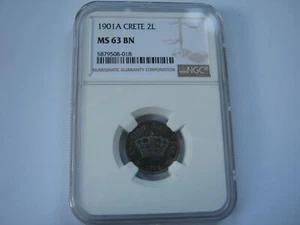 1901A CRETE 2L
MS 63 BN
5879508-018
NUMISMATIC GUARANTY CORPORATION
NGC